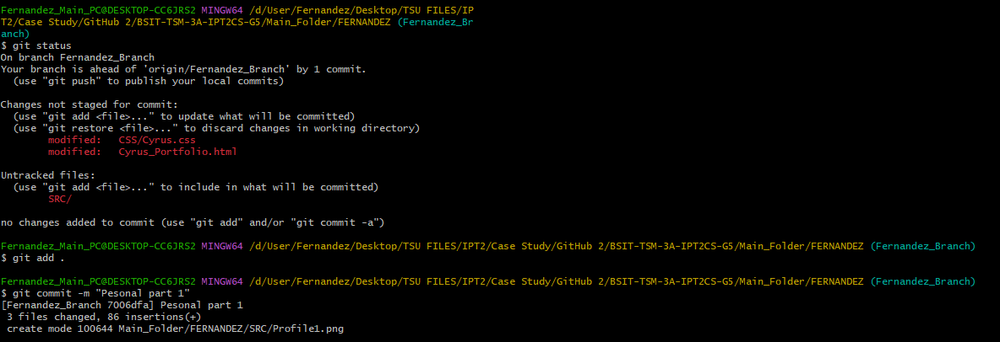 Fernandez_Main_PC@DESKTOP-CC6JRS2 MINGW64 /d/User/Fernandez/Desktop/TSU FILES/IP
T2/Case Study/GitHub 2/BSIT-TSM-3A-IPT2CS-G5/Main_Folder/FERNANDEZ (Fernandez_Br
anch)
$ git status
On branch Fernandez_Branch
Your branch is ahead of 'origin/Fernandez_Branch' by 1 commit.
  (use "git push" to publish your local commits)

Changes not staged for commit:
  (use "git add <file>..." to update what will be committed)
  (use "git restore <file>..." to discard changes in working directory)
        modified:   CSS/Cyrus.css
        modified:   Cyrus_Portfolio.html

Untracked files:
  (use "git add <file>..." to include in what will be committed)
        SRC/

no changes added to commit (use "git add" and/or "git commit -a")

Fernandez_Main_PC@DESKTOP-CC6JRS2 MINGW64 /d/User/Fernandez/Desktop/TSU FILES/IPT2/Case Study/GitHub 2/BSIT-TSM-3A-IPT2CS-G5/Main_Folder/FERNANDEZ (Fernandez_Branch)
$ git add .

Fernandez_Main_PC@DESKTOP-CC6JRS2 MINGW64 /d/User/Fernandez/Desktop/TSU FILES/IPT2/Case Study/GitHub 2/BSIT-TSM-3A-IPT2CS-G5/Main_Folder/FERNANDEZ (Fernandez_Branch)
$ git commit -m "Pesonal part 1"
[Fernandez_Branch 7006dfa] Pesonal part 1
 3 files changed, 86 insertions(+)
 create mode 100644 Main_Folder/FERNANDEZ/SRC/Profile1.png